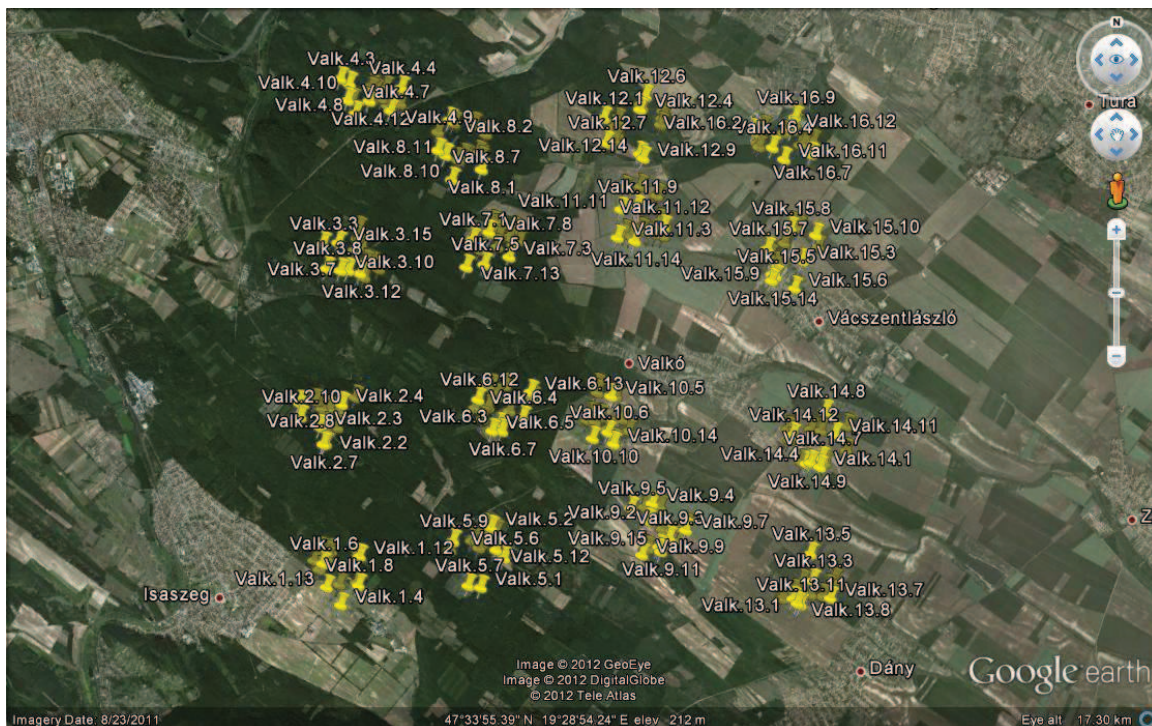 N
Valk.4.3
Valk.4.4
Valk.12.6
Valk.4.10
Valk.4.7
Valk.12.1
Valk.12.4
Valk.16.9
Tura
Valk.4.8
Valk.4.12
Valk.4.9
Valk.8.2
Valk.12.7
Valk.16.2
Valk.16.4
Valk.16.12
Valk.8.11
Valk.8.7
Valk.12.14
Valk.12.9
Valk.16.11
Valk.8.10
Valk.16.7
Valk.8.1
Valk.11.9
Valk.11.11
Valk.11.12
Valk.15.8
Valk.3.3
Valk.3.15
Valk.7.1
Valk.7.8
Valk.11.3
Valk.15.7
Valk.15.10
Valk.3.8
Valk.7.5
Valk.7.3
Valk.15.5
Valk.15.3
Valk.3.7
Valk.3.10
Valk.7.13
Valk.11.14
Valk.15.9
Valk.15.6
Valk.3.12
Valk.15.14
Vácszentlászló
Valkó
Valk.6.12
Valk.6.13
Valk.10.5
Valk.2.10
Valk.2.4
Valk.6.4
Valk.14.8
Valk.2.8
Valk.2.3
Valk.6.3
Valk.6.5
Valk.10.6
Valk.14.12
Valk.14.11
Valk.2.2
Valk.6.7
Valk.10.14
Valk.14.7
Valk.2.7
Valk.10.10
Valk.14.4
Valk.14.1
Valk.14.9
Valk.9.5
Valk.9.4
Valk.5.9
Valk.5.2
Valk.9.2
Valk.9.3
Valk.9.7
Z
Valk.1.6
Valk.1.12
Valk.5.6
Valk.9.15
Valk.9.9
Valk.13.5
Valk.1.8
Valk.5.7
Valk.5.12
Valk.9.11
Valk.13.3
Valk.1.13
Valk.5.1
Valk.13.11
Valk.13.7
Isaszeg
Valk.1.4
Valk.13.1
Valk.13.8
Dány
Image © 2012 GeoEye
Image © 2012 DigitalGlobe
© 2012 Tele Atlas
Google earth
Imagery Date: 8/23/2011
47°33'55.39" N 19°28'54.24" E elev 212 m
Eye alt 17.30 km